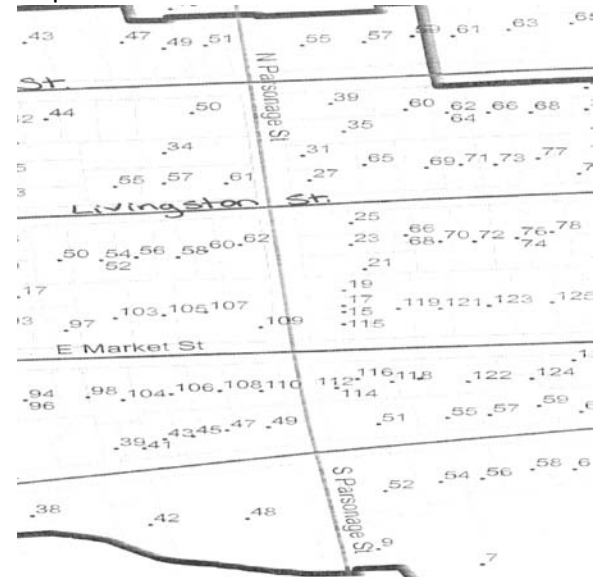 43 47 49 51 55 57 59 61 63 65
St.
N Parsonage St
44 50 39 60 62 66 68
64
34 35
31
55 57 61 27 65 69 71 73 77
Livingston St.
25
50 54 56 58 60 62 23 66 70 72 76 78
52 68 74
21
17 19
17
97 103 105 107 109 15 119 121 123 125
115
E Market St
94 98 104 106 108 110 112 116 118 122 124
96 114
39 41 43 45 47 49 51 55 57 59
S Parsonage St
38 42 48 52 54 56 58
9
7